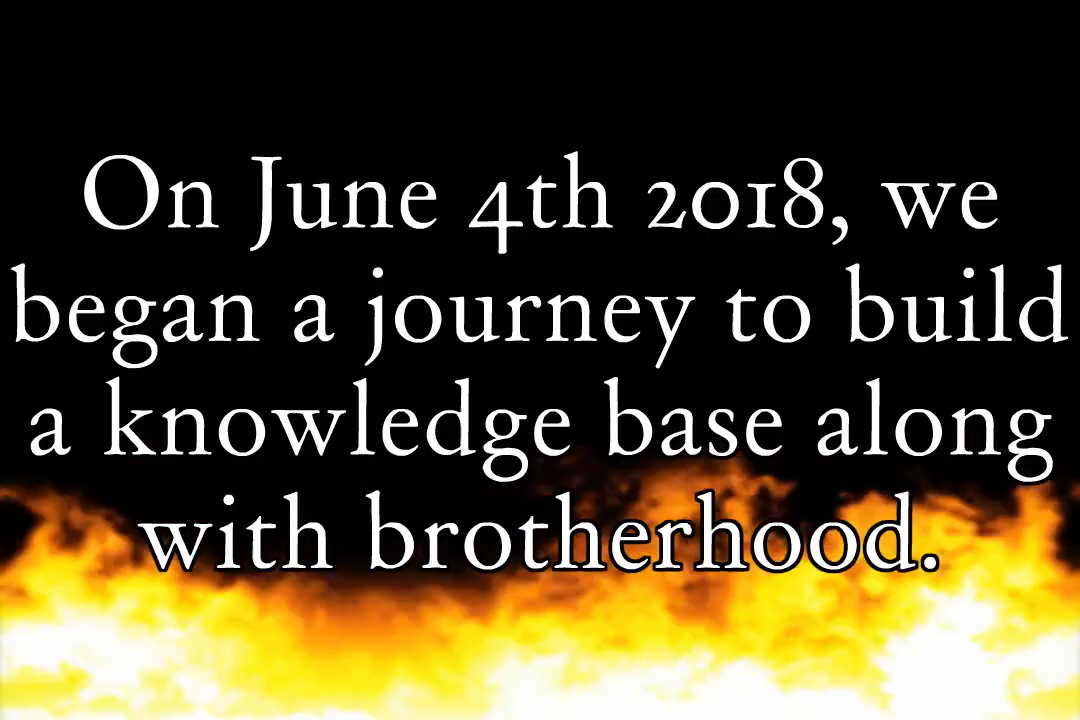 On June 4th 2018, we
began a journey to build
a knowledge base along
with brotherhood.